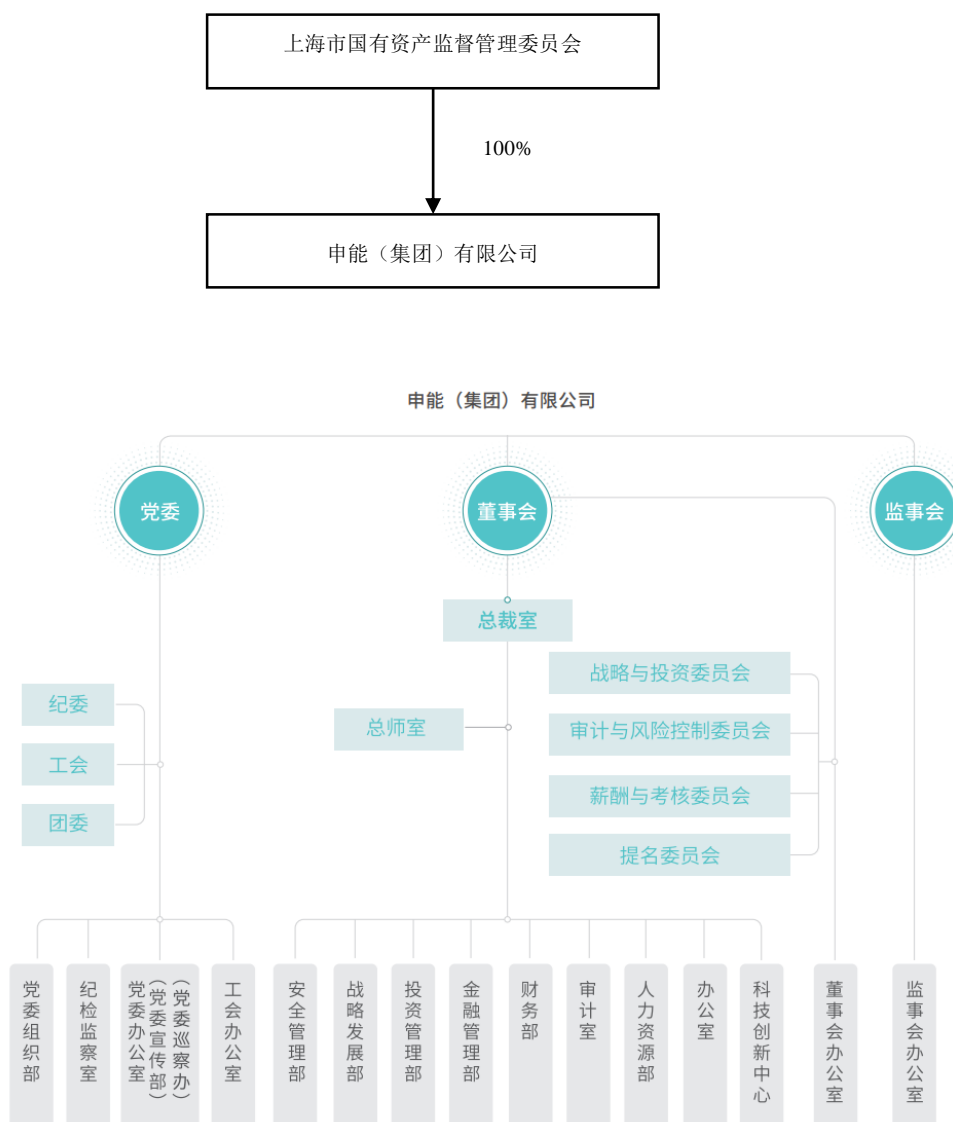 上海市国有资产监督管理委员会
100%
申能（集团）有限公司
申能（集团）有限公司
党委
董事会
监事会
总裁室
总师室
纪委
工会
团委
战略与投资委员会
审计与风险控制委员会
薪酬与考核委员会
提名委员会
党委组织部
纪检监察室
党委办公室
（党委宣传部）
（党委巡察办）
工会办公室
安全管理部
战略发展部
投资管理部
金融管理部
财务部
审计室
人力资源部
办公室
科技创新中心
董事会办公室
监事会办公室